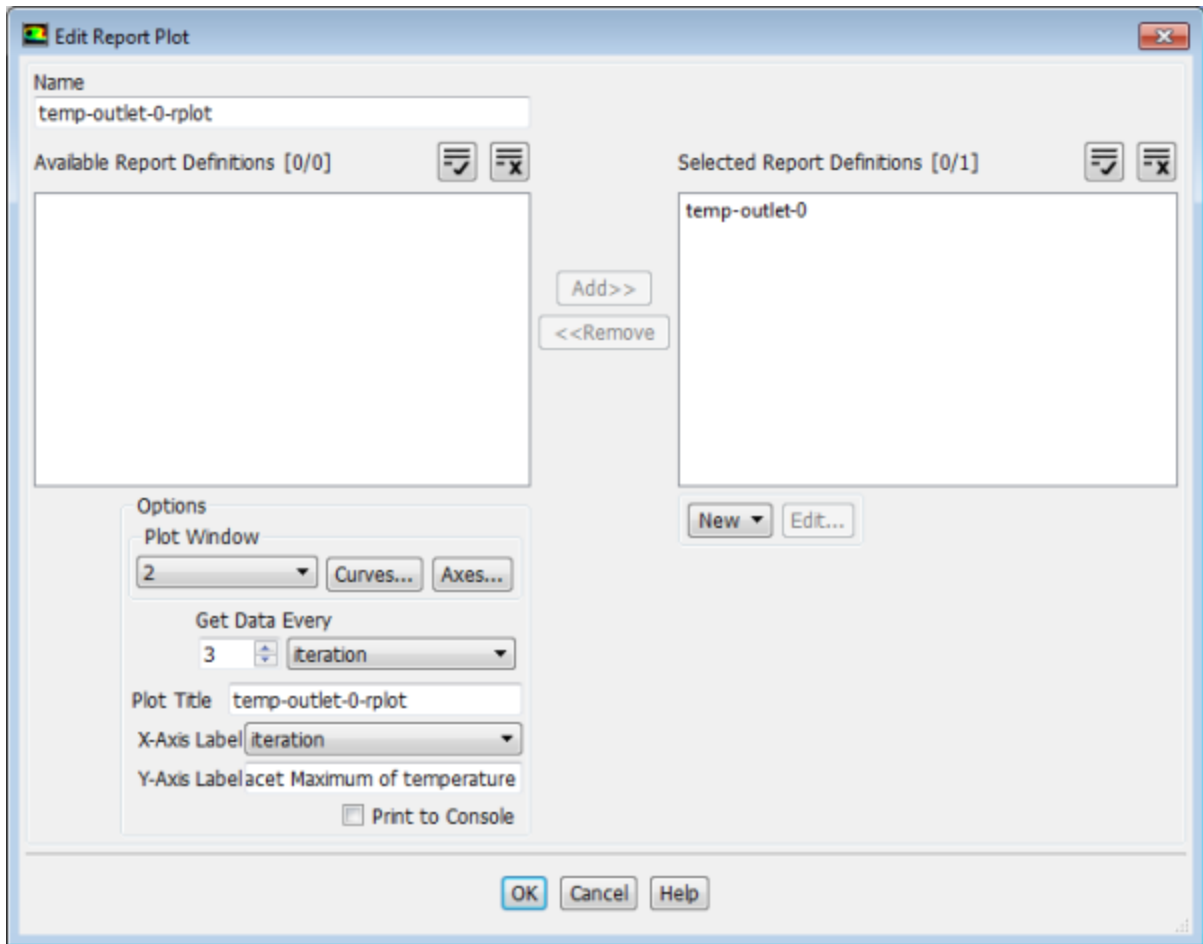 Edit Report Plot
Name
temp-outlet-0-rplot
Available Report Definitions [0/0]
Selected Report Definitions [0/1]
temp-outlet-0
Add>>
<<Remove
Options
Plot Window
2 Curves... Axes...
New Edit...
Get Data Every
3 iteration
Plot Title temp-outlet-0-rplot
X-Axis Label iteration
Y-Axis Label acet Maximum of temperature
Print to Console
OK Cancel Help